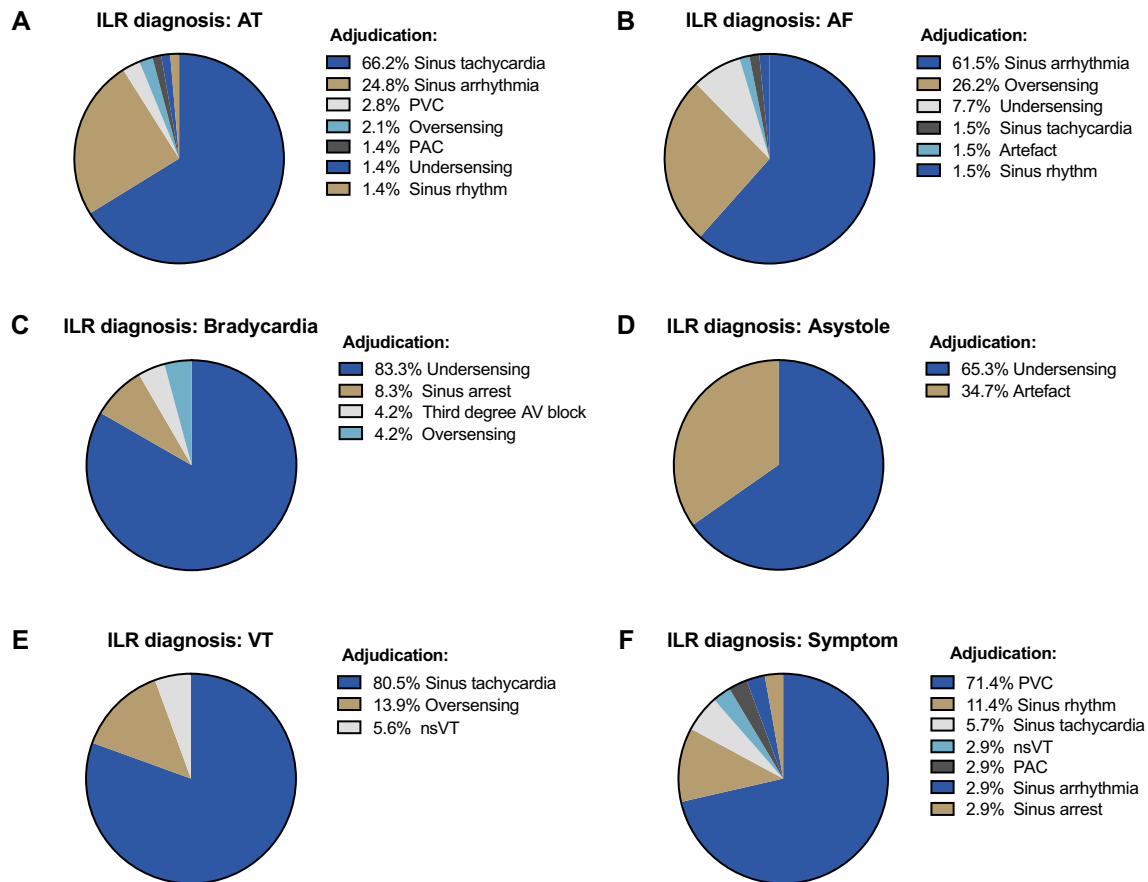 A ILR diagnosis: AT
Adjudication:
66.2% Sinus tachycardia
24.8% Sinus arrhythmia
2.8% PVC
2.1% Oversensing
1.4% PAC
1.4% Undersensing
1.4% Sinus rhythm
B ILR diagnosis: AF
Adjudication:
61.5% Sinus arrhythmia
26.2% Oversensing
7.7% Undersensing
1.5% Sinus tachycardia
1.5% Artefact
1.5% Sinus rhythm
C ILR diagnosis: Bradycardia
Adjudication:
83.3% Undersensing
8.3% Sinus arrest
4.2% Third degree AV block
4.2% Oversensing
D ILR diagnosis: Asystole
Adjudication:
65.3% Undersensing
34.7% Artefact
E ILR diagnosis: VT
Adjudication:
80.5% Sinus tachycardia
13.9% Oversensing
5.6% nsVT
F ILR diagnosis: Symptom
Adjudication:
71.4% PVC
11.4% Sinus rhythm
5.7% Sinus tachycardia
2.9% nsVT
2.9% PAC
2.9% Sinus arrhythmia
2.9% Sinus arrest